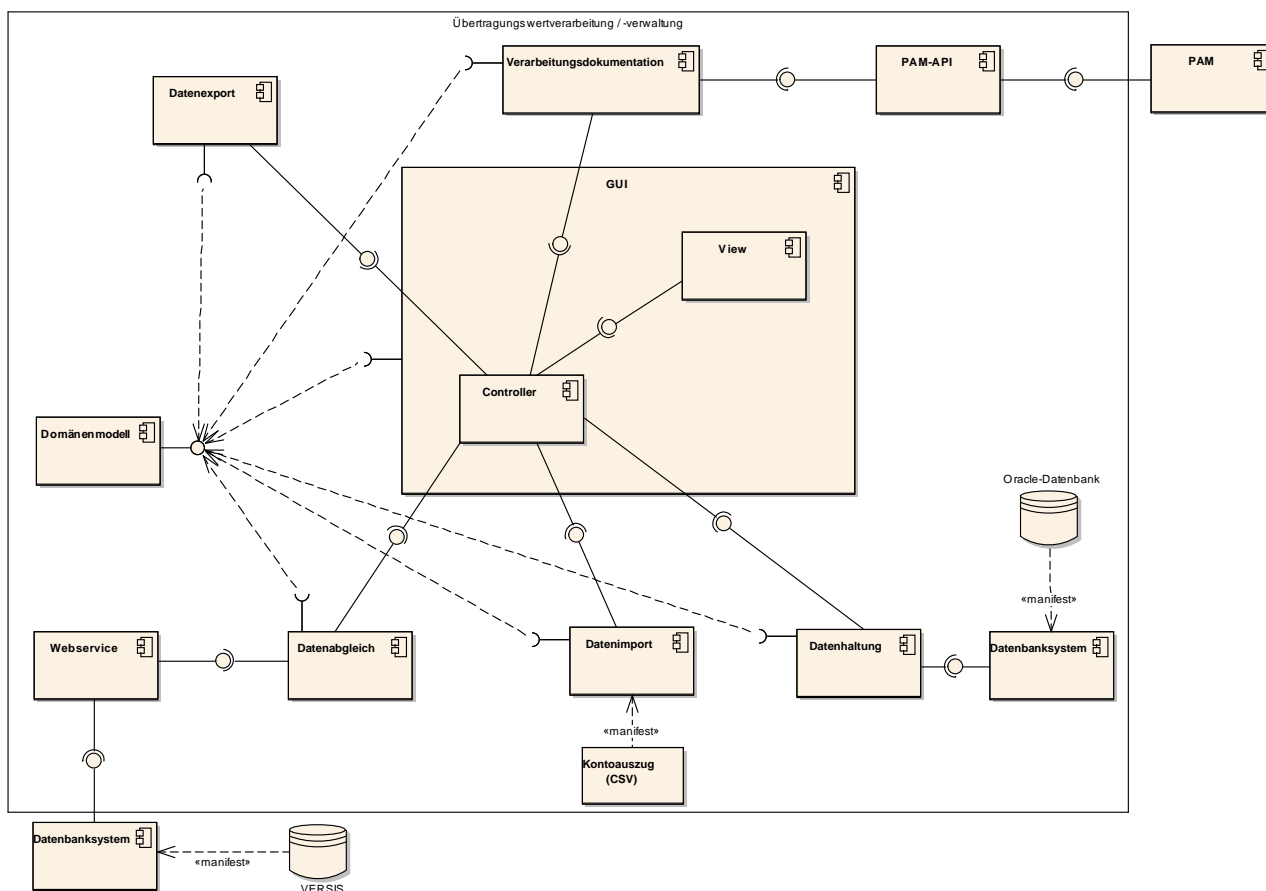 Übertragungswertverarbeitung / -verwaltung
Verarbeitungsdokumentation
PAM-API
PAM
Datenexport
GUI
View
Controller
Domänenmodell
Oracle-Datenbank
«manifest»
Webservice
Datenabgleich
Datenimport
Datenhaltung
Datenbanksystem
«manifest»
Kontoauszug
(CSV)
Datenbanksystem
«manifest»
VERSIS